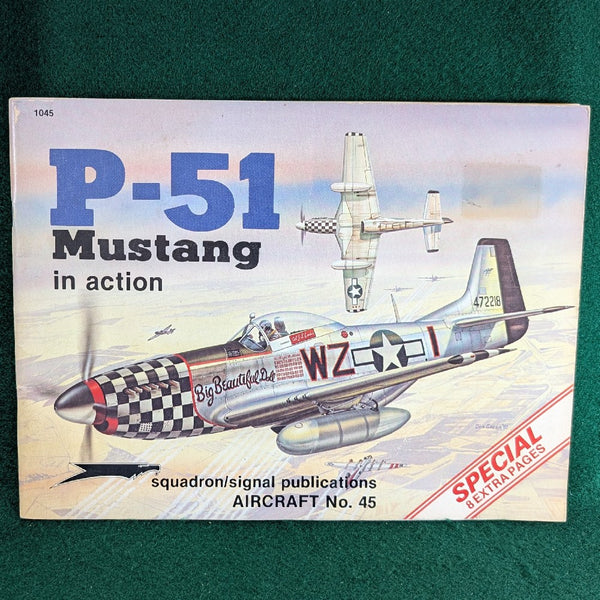 1045
P-51
Mustang
in action
472218
WZ
I
Big Beautiful Doll
SPECIAL
8 EXTRA PAGES
squadron/signal publications
AIRCRAFT No. 45